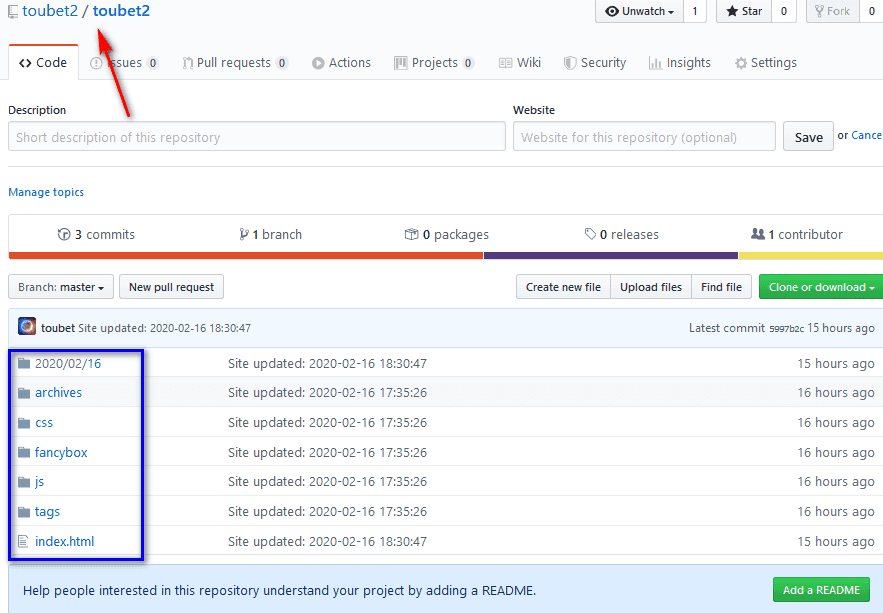 toubet2 / toubet2 Unwatch 1 Star 0 Fork 0
Code Issues 0 Pull requests 0 Actions Projects 0 Wiki Security Insights Settings
Description Website
Short description of this repository Website for this repository (optional) Save or Cance
Manage topics
3 commits 1 branch 0 packages 0 releases 1 contributor
Branch: master New pull request Create new file Upload files Find file Clone or download
toubet Site updated: 2020-02-16 18:30:47 Latest commit 5997b2c 15 hours ago
2020/02/16 Site updated: 2020-02-16 18:30:47 15 hours ago
archives Site updated: 2020-02-16 17:35:26 16 hours ago
css Site updated: 2020-02-16 17:35:26 16 hours ago
fancybox Site updated: 2020-02-16 17:35:26 16 hours ago
js Site updated: 2020-02-16 17:35:26 16 hours ago
tags Site updated: 2020-02-16 17:35:26 16 hours ago
index.html Site updated: 2020-02-16 18:30:47 15 hours ago
Help people interested in this repository understand your project by adding a README. Add a README